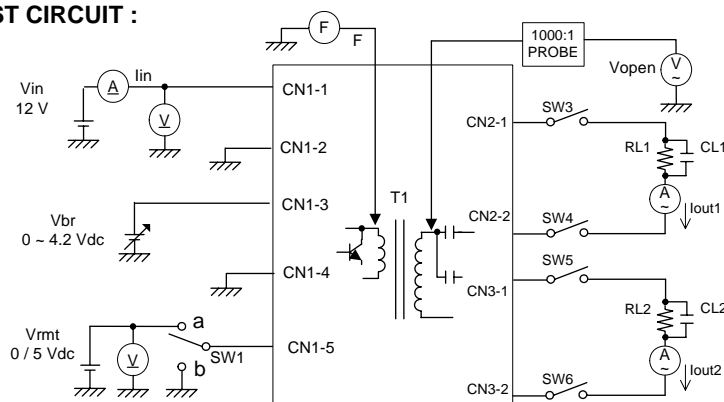 ST CIRCUIT :
F
F
1000:1
PROBE
Vopen
V
~
Vin
12 V
A
Iin
V
CN1-1
CN1-2
CN1-3
CN1-4
CN1-5
Vbr
0 ~ 4.2 Vdc
Vrmt
0 / 5 Vdc
V
a
SW1
b
T1
CN2-1
CN2-2
CN3-1
CN3-2
SW3
RL1
CL1
A
~
Iout1
SW4
SW5
RL2
CL2
A
~
Iout2
SW6